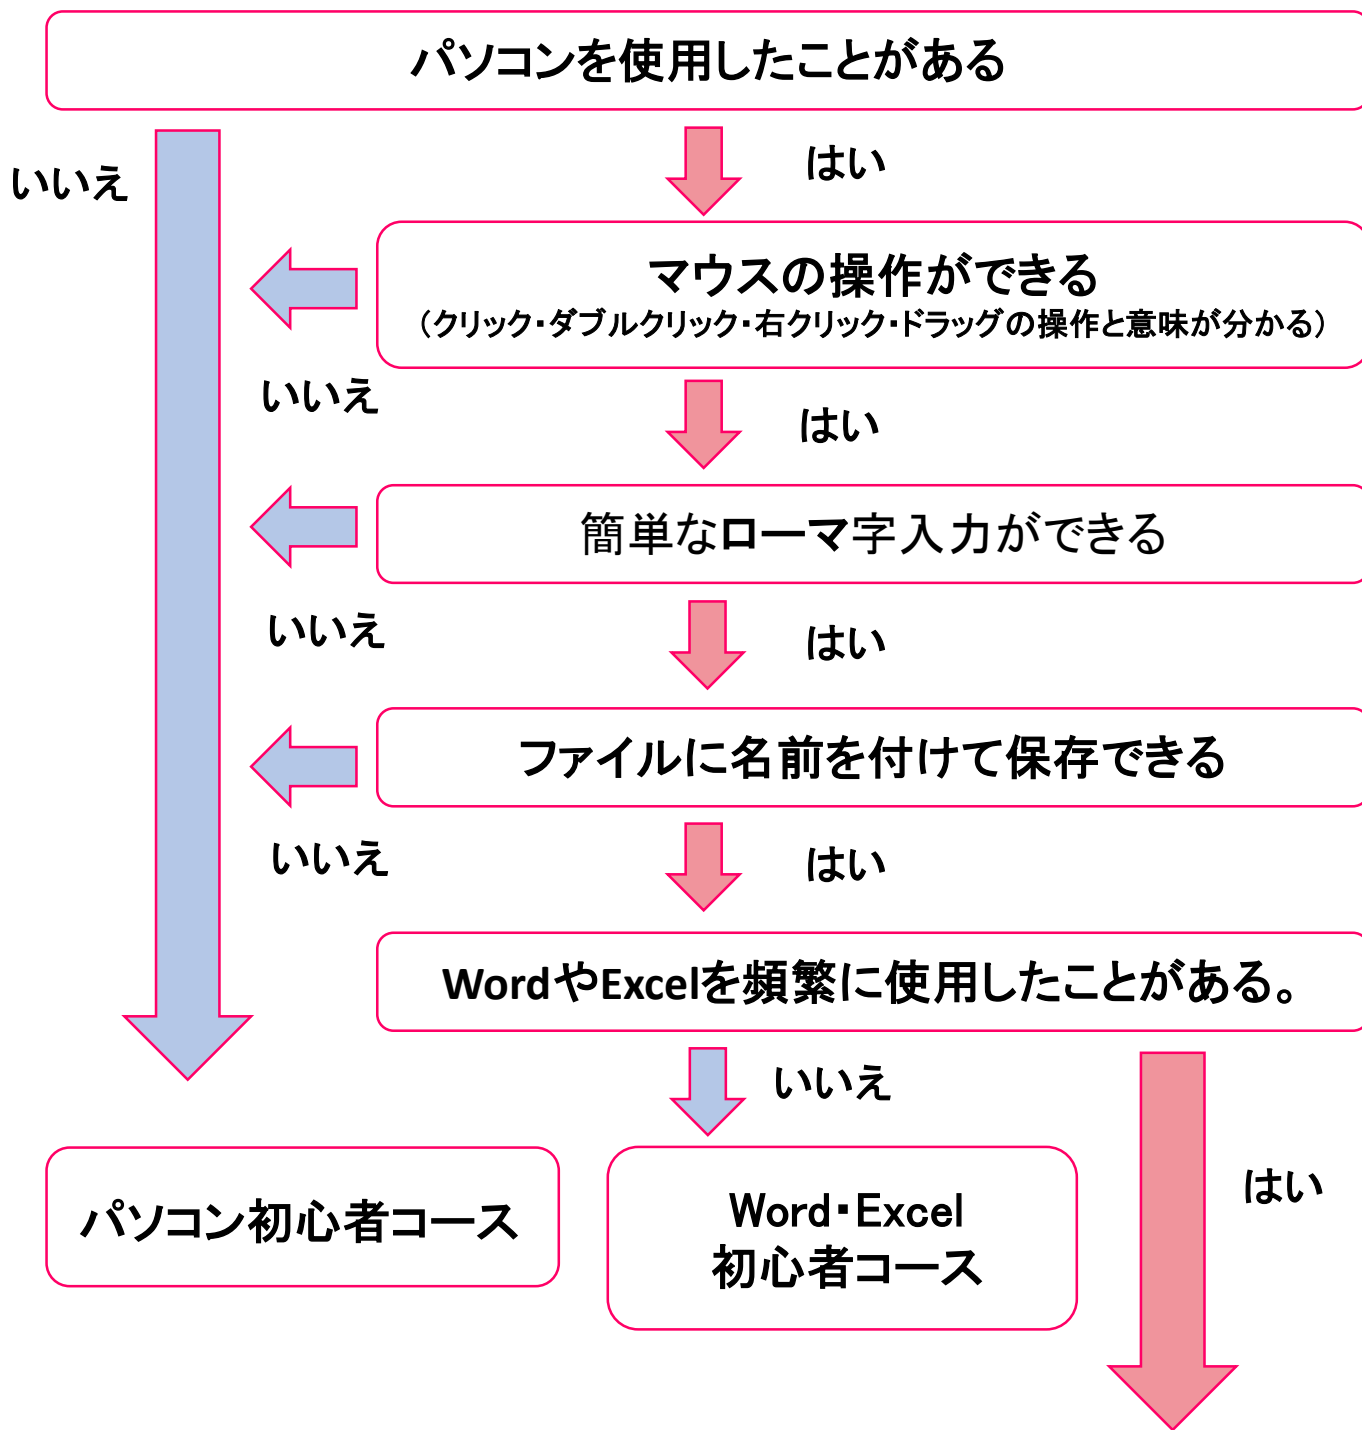 パソコンを使用したことがある
いいえ
はい
マウスの操作ができる
（クリック・ダブルクリック・右クリック・ドラッグの操作と意味が分かる）
いいえ
はい
簡単なローマ字入力ができる
いいえ
はい
ファイルに名前を付けて保存できる
いいえ
はい
WordやExcelを頻繁に使用したことがある。
いいえ
はい
パソコン初心者コース
Word・Excel
初心者コース